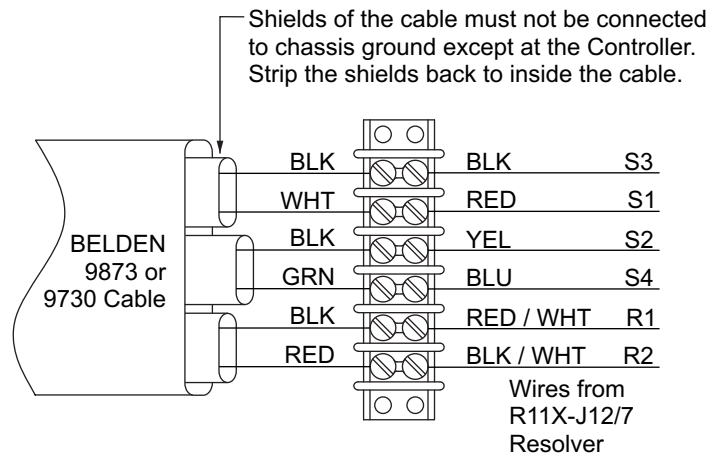 Shields of the cable must not be connected
to chassis ground except at the Controller.
Strip the shields back to inside the cable.
BELDEN
9873 or
9730 Cable
BLK BLK S3
WHT RED S1
BLK YEL S2
GRN BLU S4
BLK RED / WHT R1
RED BLK / WHT R2
Wires from
R11X-J12/7
Resolver